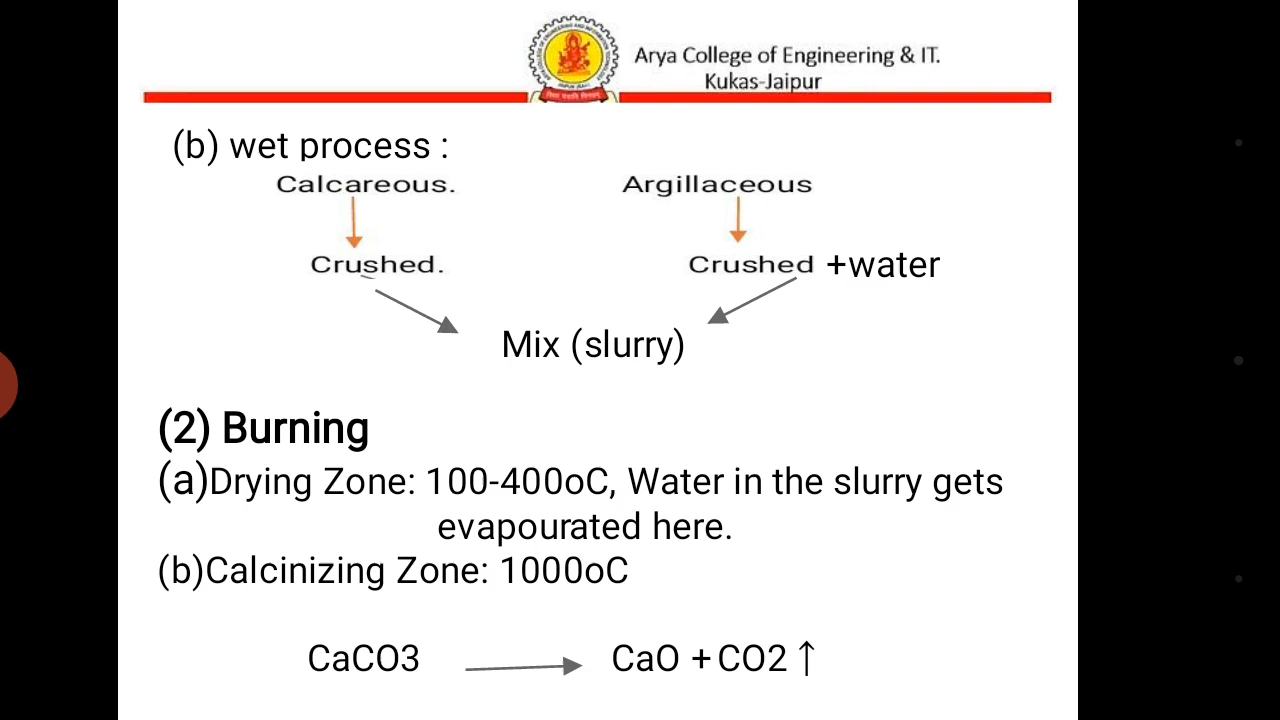 Arya College of Engineering & IT.
Kukas-Jaipur
(b) wet process :
Calcareous. Argillaceous
Crushed. Crushed +water
Mix (slurry)
(2) Burning
(a)Drying Zone: 100-400oC, Water in the slurry gets
evapourated here.
(b)Calcinizing Zone: 1000oC
CaCO3 → CaO + CO2 ↑